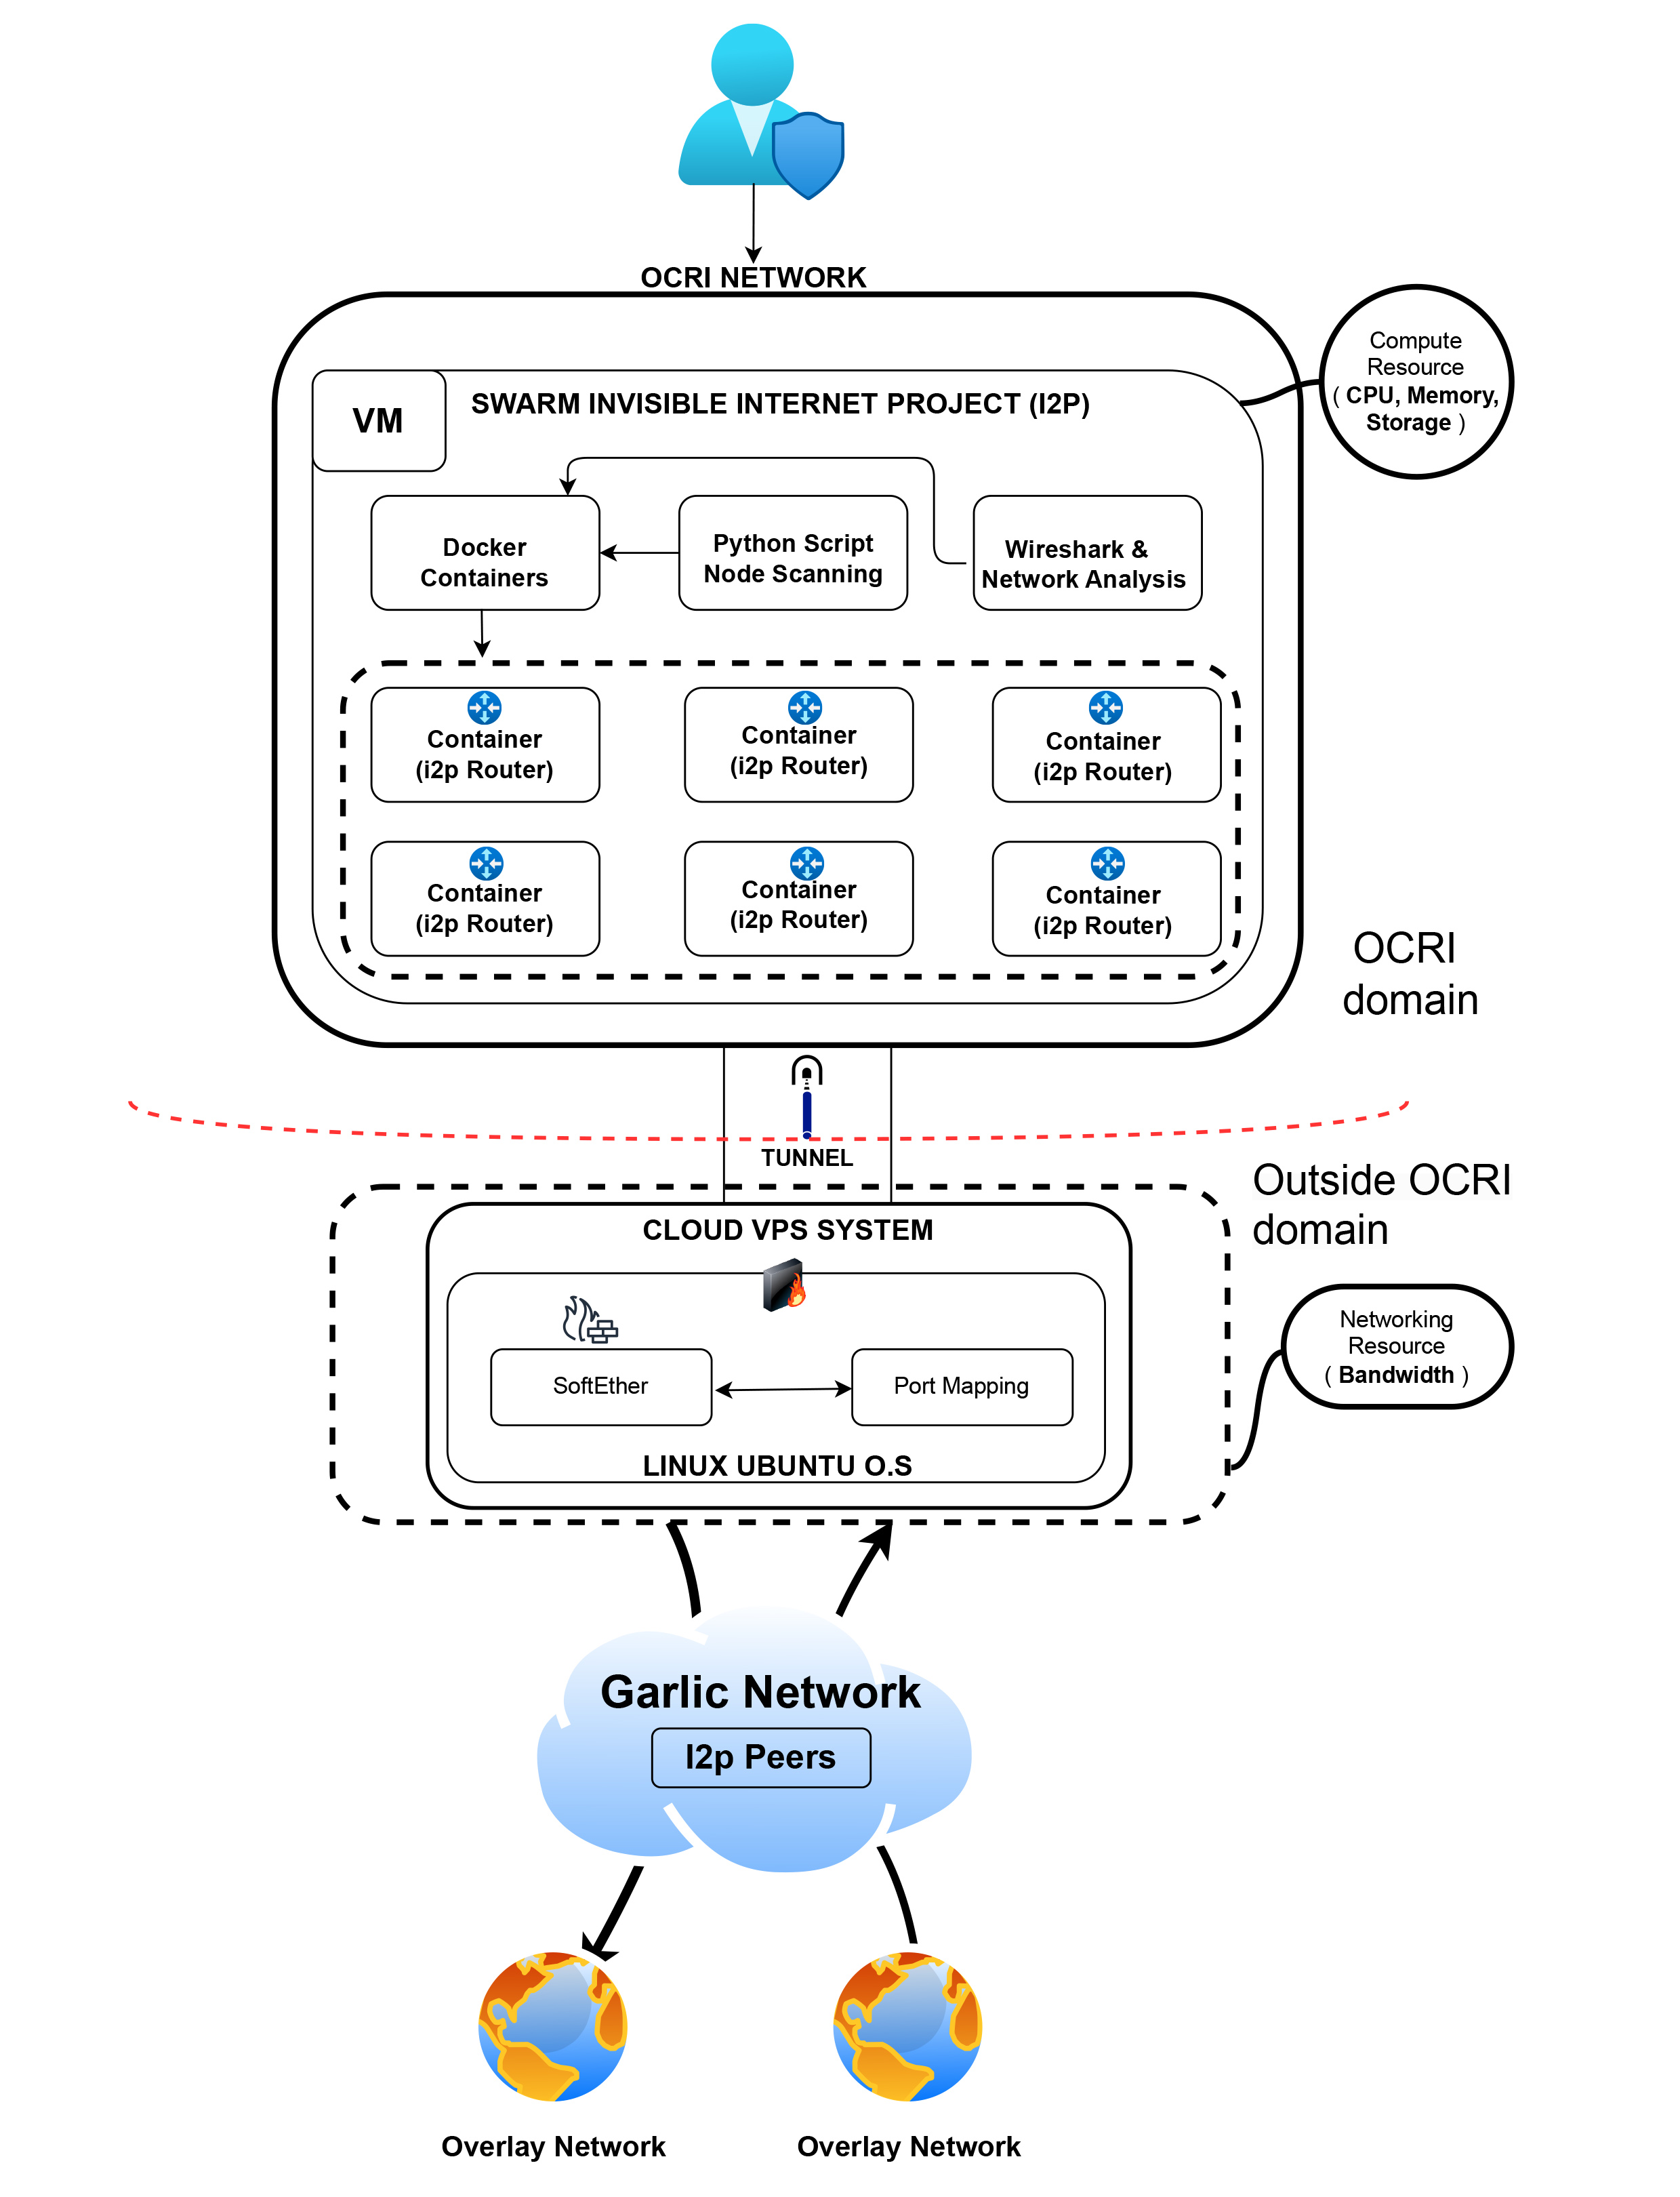 OCRI NETWORK
Compute
Resource
( CPU, Memory,
Storage )
VM
SWARM INVISIBLE INTERNET PROJECT (I2P)
Docker
Containers
Python Script
Node Scanning
Wireshark &
Network Analysis
Container
(i2p Router)
Container
(i2p Router)
Container
(i2p Router)
Container
(i2p Router)
Container
(i2p Router)
Container
(i2p Router)
OCRI
domain
TUNNEL
Outside OCRI
domain
CLOUD VPS SYSTEM
SoftEther
Port Mapping
LINUX UBUNTU O.S
Networking
Resource
( Bandwidth )
Garlic Network
I2p Peers
Overlay Network
Overlay Network